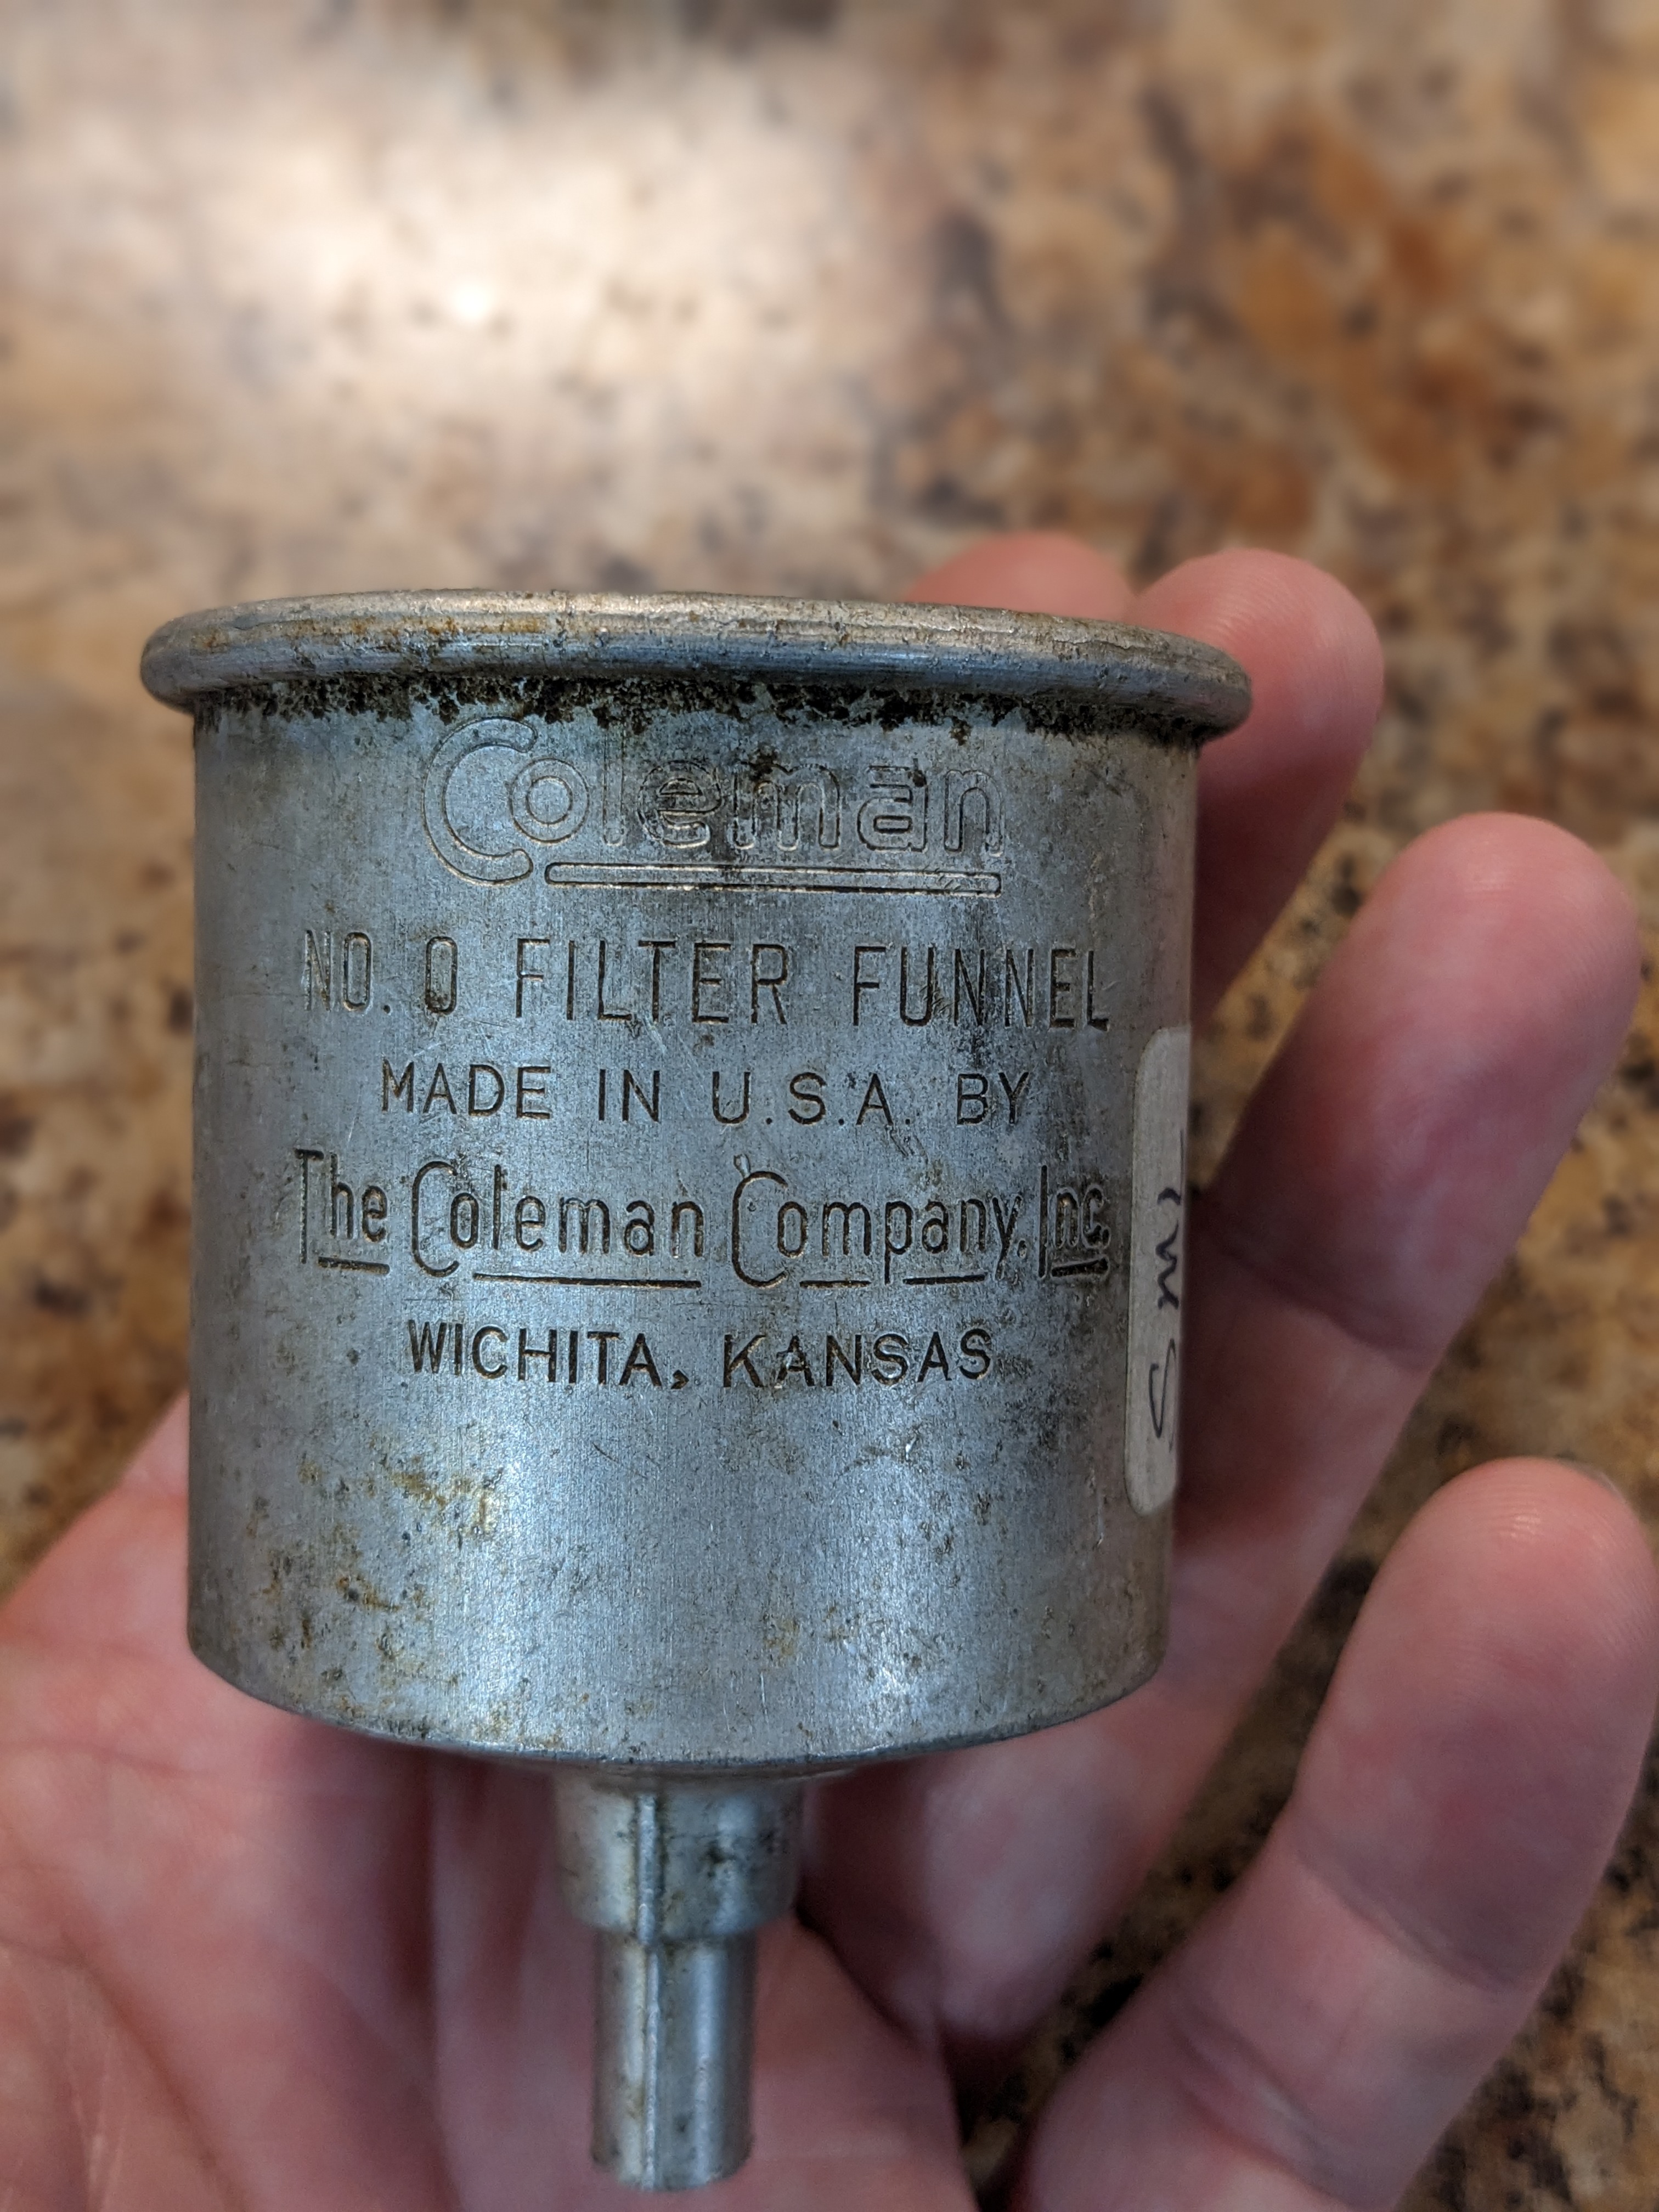 Coleman
NO. 0 FILTER FUNNEL
MADE IN U.S.A. BY
The Coleman Company, Inc.
WICHITA, KANSAS